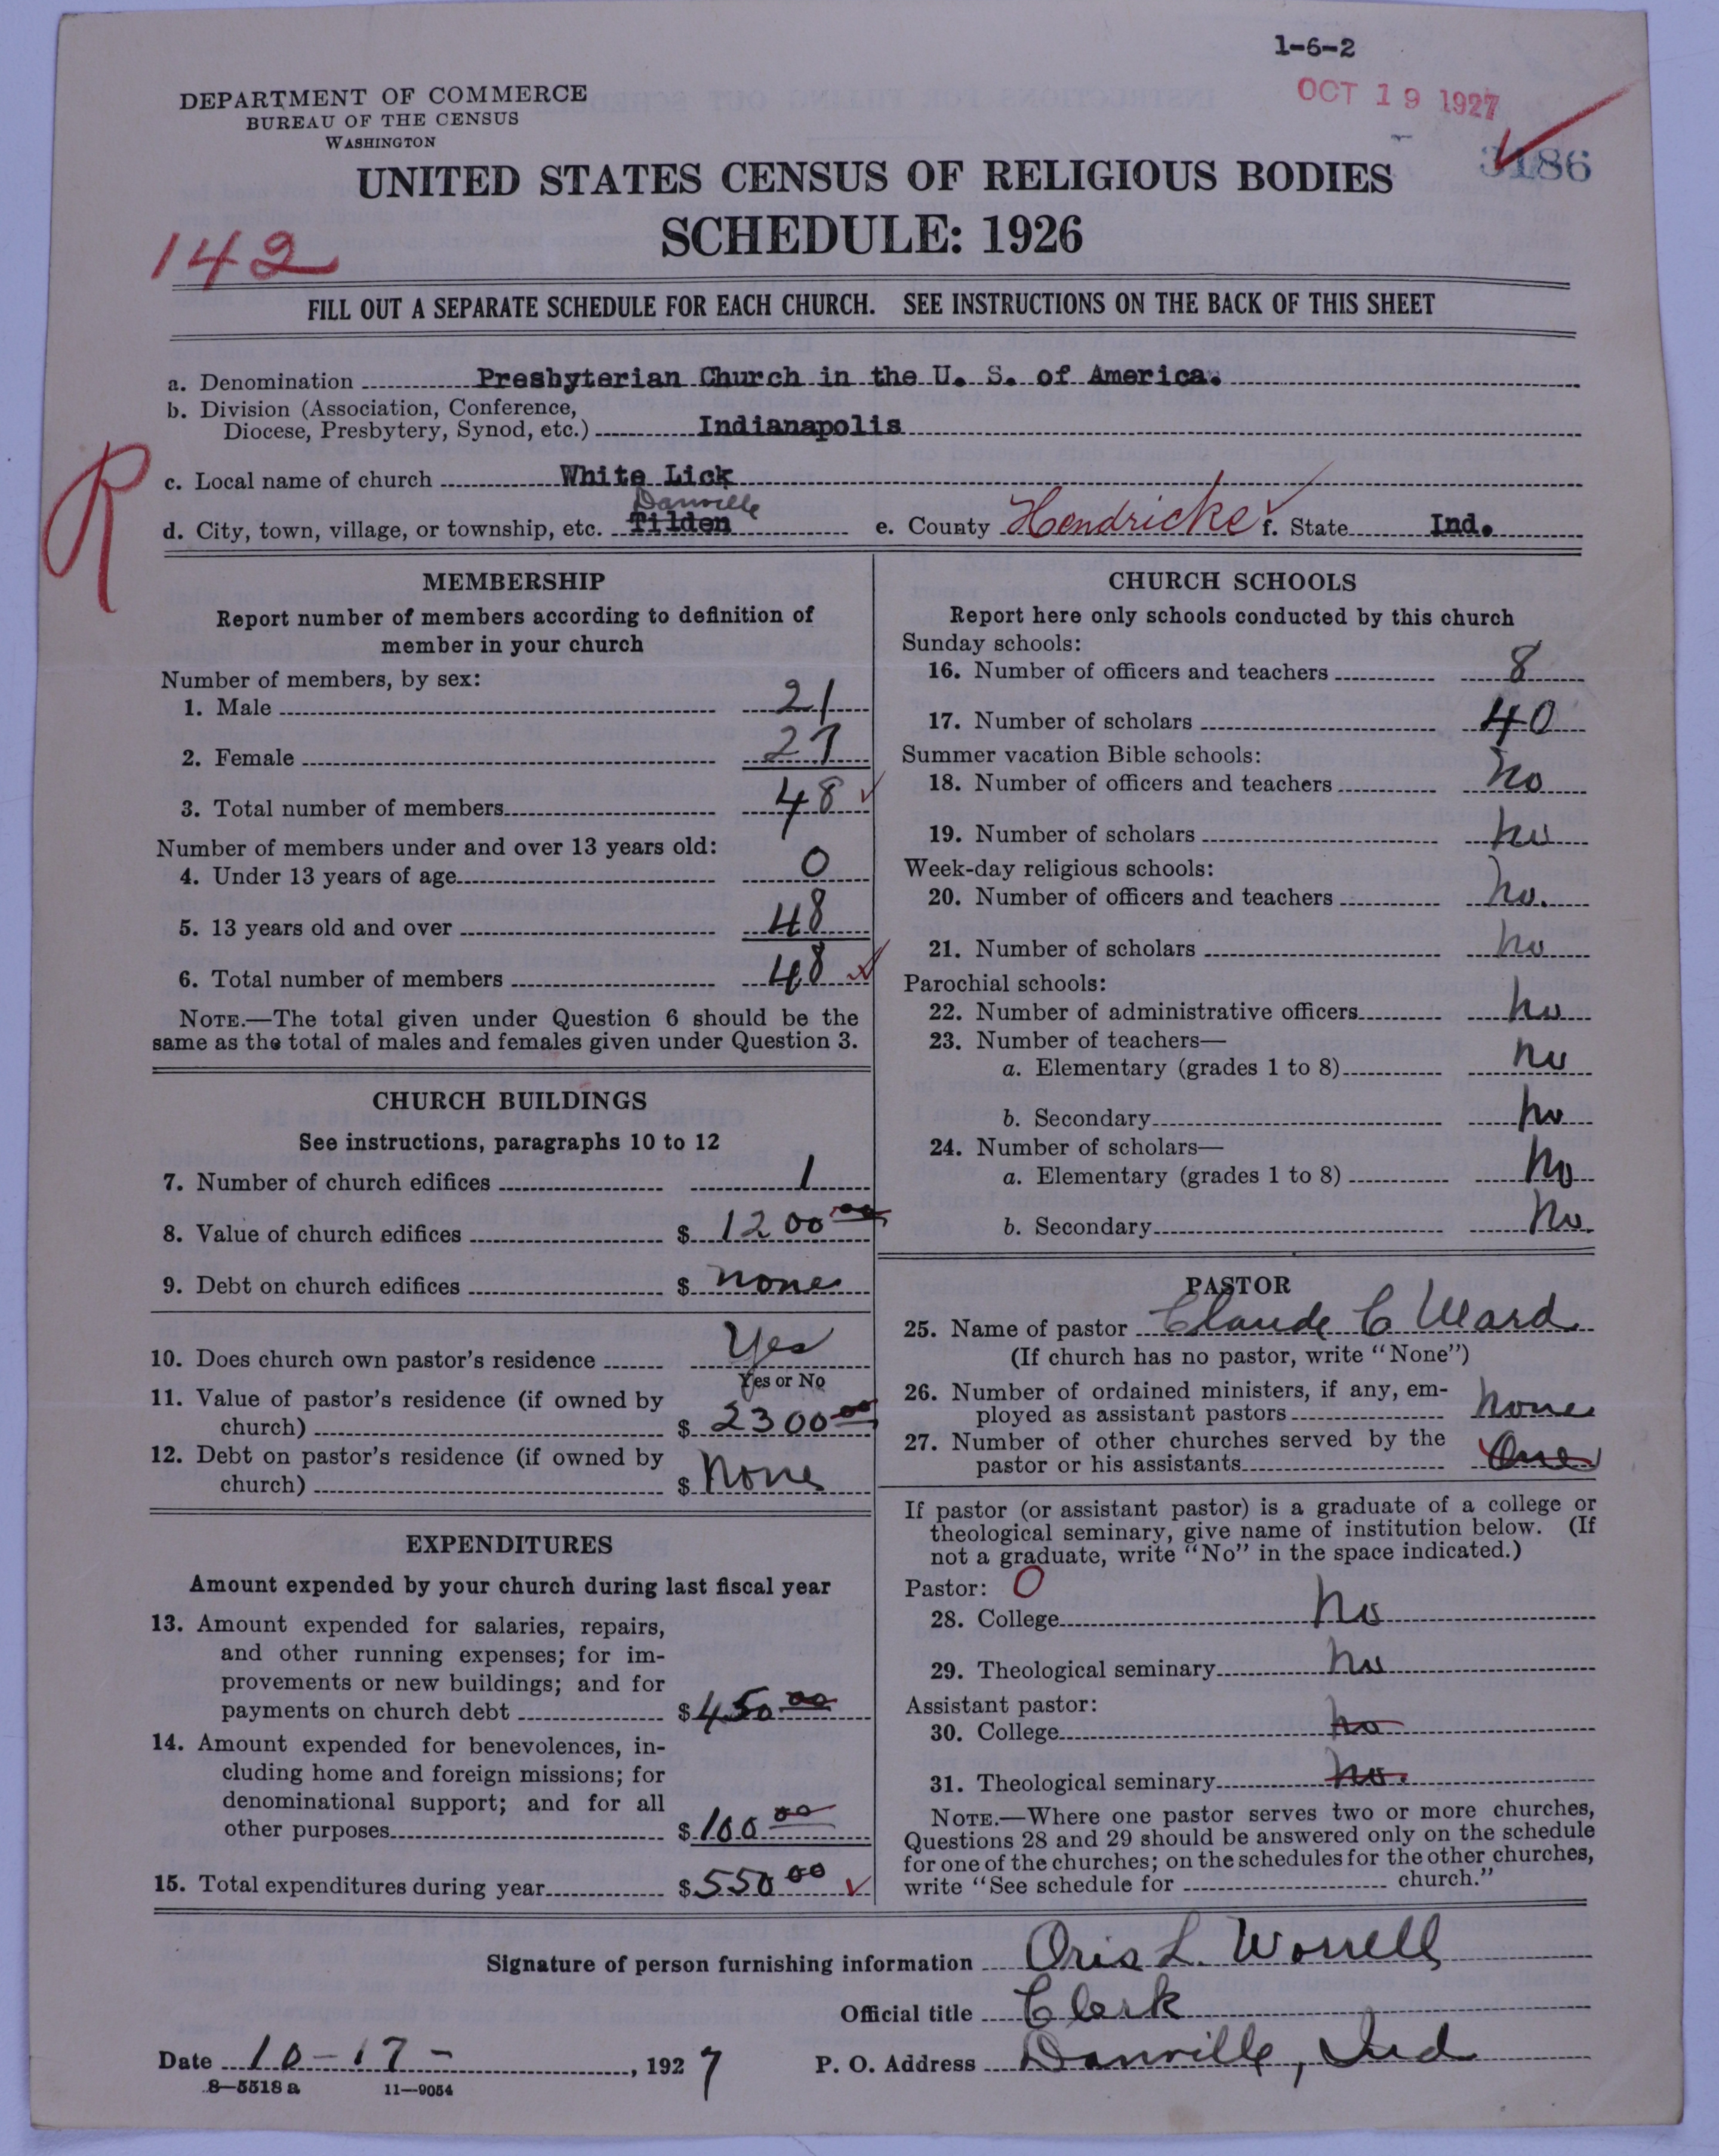 1-6-2
OCT 19 1927
3186
DEPARTMENT OF COMMERCE
BUREAU OF THE CENSUS
WASHINGTON
UNITED STATES CENSUS OF RELIGIOUS BODIES
SCHEDULE: 1926
142
FILL OUT A SEPARATE SCHEDULE FOR EACH CHURCH. SEE INSTRUCTIONS ON THE BACK OF THIS SHEET
a. Denomination Presbyterian Church in the U. S. of America.
b. Division (Association, Conference,
Diocese, Presbytery, Synod, etc.) Indianapolis
R
c. Local name of church White Lick
Danville
d. City, town, village, or township, etc. Tilden e. County Hendricks f. State Ind.
MEMBERSHIP
Report number of members according to definition of
member in your church
Number of members, by sex:
1. Male 21
2. Female 27
3. Total number of members 48
Number of members under and over 13 years old:
4. Under 13 years of age 0
5. 13 years old and over 48
6. Total number of members 48
NOTE.—The total given under Question 6 should be the
same as the total of males and females given under Question 3.
CHURCH BUILDINGS
See instructions, paragraphs 10 to 12
7. Number of church edifices 1
8. Value of church edifices $ 1200 00
9. Debt on church edifices $ none
10. Does church own pastor's residence Yes
Yes or No
11. Value of pastor's residence (if owned by
church) $ 2300 00
12. Debt on pastor's residence (if owned by
church) $ None
EXPENDITURES
Amount expended by your church during last fiscal year
13. Amount expended for salaries, repairs,
and other running expenses; for im-
provements or new buildings; and for
payments on church debt $ 450 00
14. Amount expended for benevolences, in-
cluding home and foreign missions; for
denominational support; and for all
other purposes $ 100 00
15. Total expenditures during year $ 550 00
CHURCH SCHOOLS
Report here only schools conducted by this church
Sunday schools:
16. Number of officers and teachers 8
17. Number of scholars 40
Summer vacation Bible schools:
18. Number of officers and teachers no
19. Number of scholars no
Week-day religious schools:
20. Number of officers and teachers no.
21. Number of scholars no
Parochial schools:
22. Number of administrative officers no
23. Number of teachers—
a. Elementary (grades 1 to 8) no
b. Secondary no
24. Number of scholars—
a. Elementary (grades 1 to 8) no
b. Secondary no
PASTOR
25. Name of pastor Claude C Ward
(If church has no pastor, write "None")
26. Number of ordained ministers, if any, em-
ployed as assistant pastors none
27. Number of other churches served by the
pastor or his assistants One
If pastor (or assistant pastor) is a graduate of a college or
theological seminary, give name of institution below. (If
not a graduate, write "No" in the space indicated.)
Pastor: O
28. College no
29. Theological seminary no
Assistant pastor:
30. College no
31. Theological seminary no.
NOTE.—Where one pastor serves two or more churches,
Questions 28 and 29 should be answered only on the schedule
for one of the churches; on the schedules for the other churches,
write "See schedule for church."
Signature of person furnishing information Oris L. Worrell
Official title Clerk
Date 10-17- , 1927 P. O. Address Danville, Ind
8-5518 a 11-9054